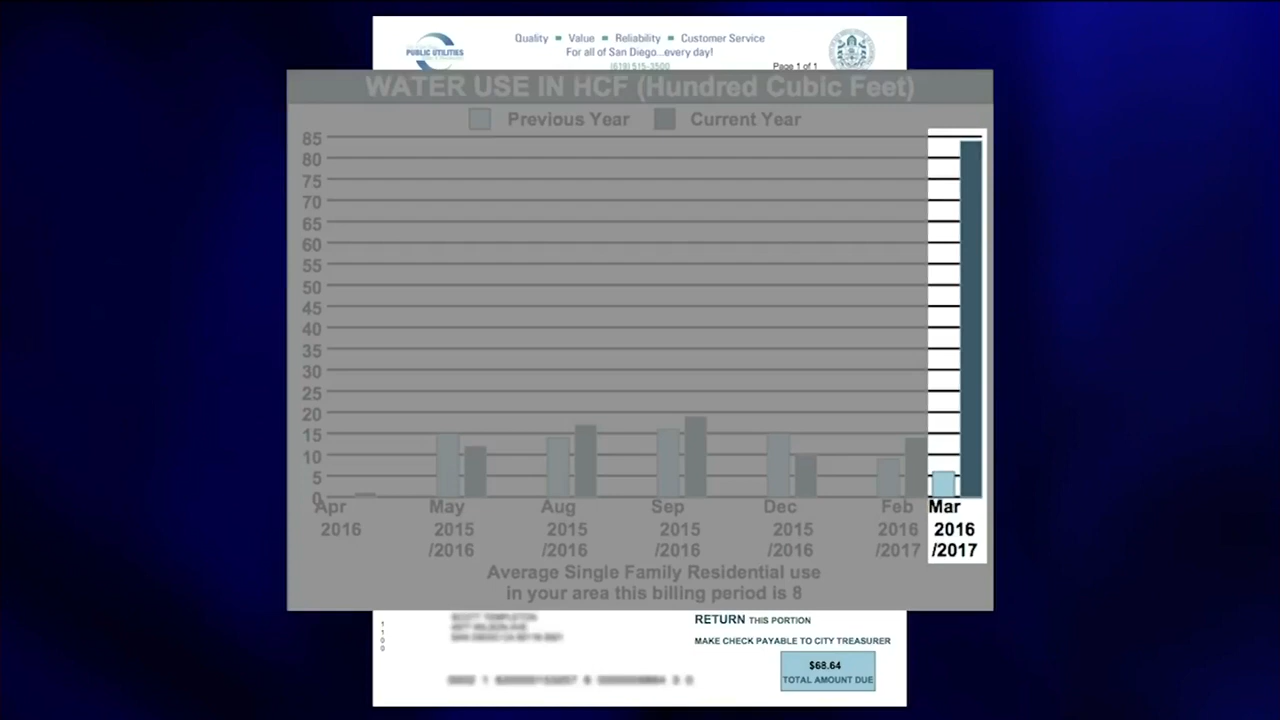 Quality ▪ Value ▪ Reliability ▪ Customer Service
PUBLIC UTILITIES
For all of San Diego...every day!
(619) 515-3500
Page 1 of 1
WATER USE IN HCF (Hundred Cubic Feet)
Previous Year
Current Year
85
80
75
70
65
60
55
50
45
40
35
30
25
20
15
10
5
0
Apr May Aug Sep Dec Feb Mar
2016 2015 2015 2015 2015 2016 2016
/2016 /2016 /2016 /2016 /2017 /2017
Average Single Family Residential use
in your area this billing period is 8
1
1
0
0
RETURN THIS PORTION
MAKE CHECK PAYABLE TO CITY TREASURER
$68.64
TOTAL AMOUNT DUE